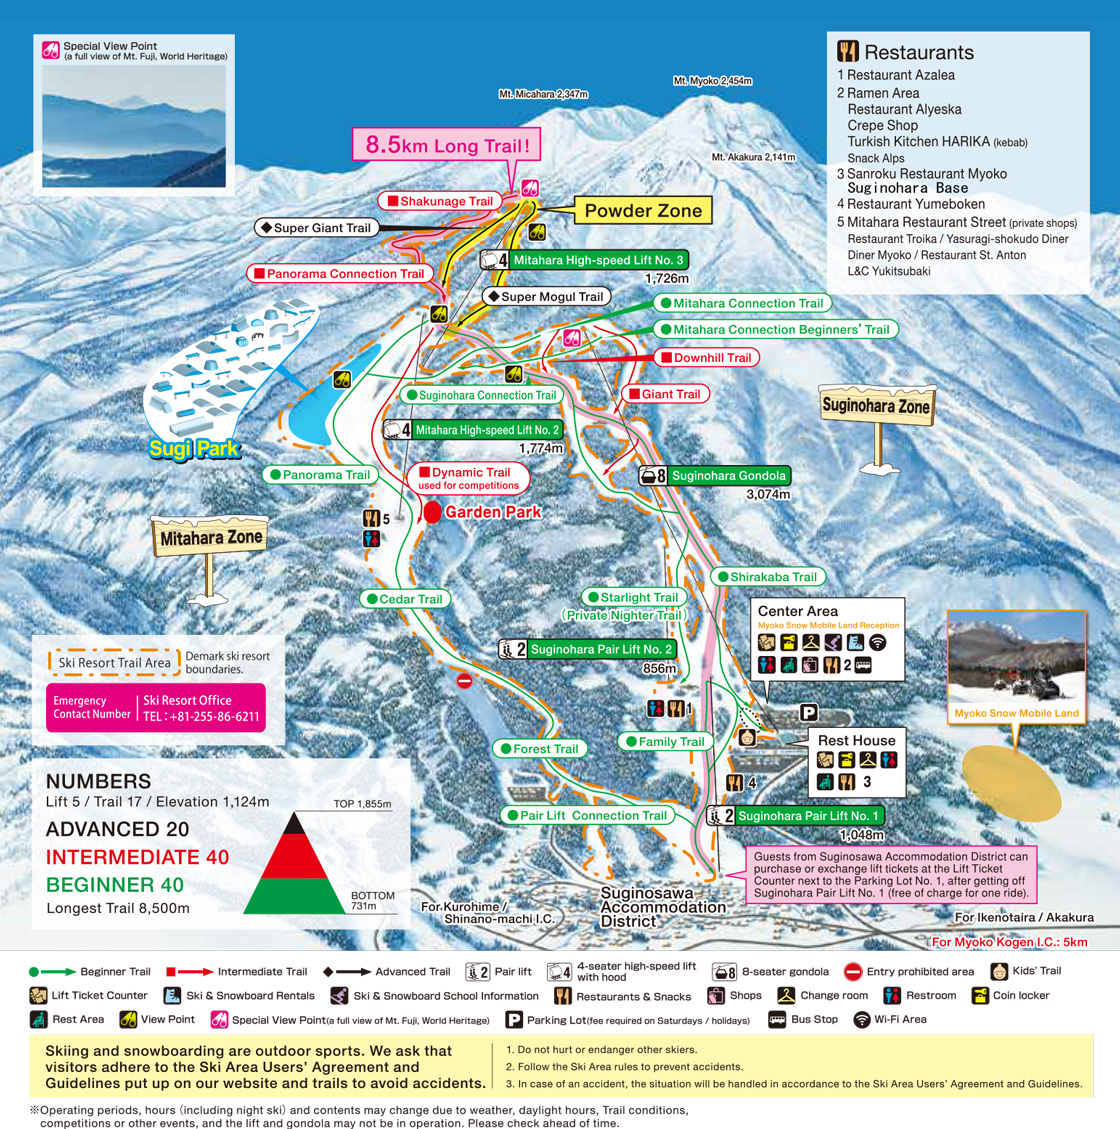 Special View Point
(a full view of Mt. Fuji, World Heritage)
Mt. Micahara 2,347m
Mt. Myoko 2,454m
Mt. Akakura 2,141m
Restaurants
1 Restaurant Azalea
2 Ramen Area
Restaurant Alyeska
Crepe Shop
Turkish Kitchen HARIKA (kebab)
Snack Alps
3 Sanroku Restaurant Myoko
Suginohara Base
4 Restaurant Yumeboken
5 Mitahara Restaurant Street (private shops)
Restaurant Troika / Yasuragi-shokudo Diner
Diner Myoko / Restaurant St. Anton
L&C Yukitsubaki
8.5km Long Trail!
Shakunage Trail
Powder Zone
Super Giant Trail
4 Mitahara High-speed Lift No. 3
1,726m
Panorama Connection Trail
Super Mogul Trail
Mitahara Connection Trail
Mitahara Connection Beginners' Trail
Downhill Trail
Suginohara Connection Trail
Giant Trail
Suginohara Zone
4 Mitahara High-speed Lift No. 2
1,774m
Sugi Park
Panorama Trail
Dynamic Trail
used for competitions
8 Suginohara Gondola
3,074m
Garden Park
5
Mitahara Zone
Shirakaba Trail
Cedar Trail
Starlight Trail
(Private Nighter Trail)
Center Area
Myoko Snow Mobile Land Reception
2
2 Suginohara Pair Lift No. 2
856m
Ski Resort Trail Area
Demark ski resort
boundaries.
Emergency
Contact Number
Ski Resort Office
TEL：+81-255-86-6211
1
P
Myoko Snow Mobile Land
Forest Trail
Family Trail
Rest House
3
4
NUMBERS
Lift 5 / Trail 17 / Elevation 1,124m
ADVANCED 20
INTERMEDIATE 40
BEGINNER 40
Longest Trail 8,500m
TOP 1,855m
BOTTOM
731m
Pair Lift Connection Trail
2 Suginohara Pair Lift No. 1
1,048m
Guests from Suginosawa Accommodation District can
purchase or exchange lift tickets at the Lift Ticket
Counter next to the Parking Lot No. 1, after getting off
Suginohara Pair Lift No. 1 (free of charge for one ride).
Suginosawa
Accommodation
District
For Kurohime /
Shinano-machi I.C.
For Ikenotaira / Akakura
For Myoko Kogen I.C.: 5km
Beginner Trail
Intermediate Trail
Advanced Trail
2 Pair lift
4 4-seater high-speed lift
with hood
8 8-seater gondola
Entry prohibited area
Kids' Trail
Lift Ticket Counter
Ski & Snowboard Rentals
Ski & Snowboard School Information
Restaurants & Snacks
Shops
Change room
Restroom
Coin locker
Rest Area
View Point
Special View Point(a full view of Mt. Fuji, World Heritage)
P Parking Lot(fee required on Saturdays / holidays)
Bus Stop
Wi-Fi Area
Skiing and snowboarding are outdoor sports. We ask that
visitors adhere to the Ski Area Users' Agreement and
Guidelines put up on our website and trails to avoid accidents.
1. Do not hurt or endanger other skiers.
2. Follow the Ski Area rules to prevent accidents.
3. In case of an accident, the situation will be handled in accordance to the Ski Area Users' Agreement and Guidelines.
※Operating periods, hours (including night ski) and contents may change due to weather, daylight hours, Trail conditions,
competitions or other events, and the lift and gondola may not be in operation. Please check ahead of time.